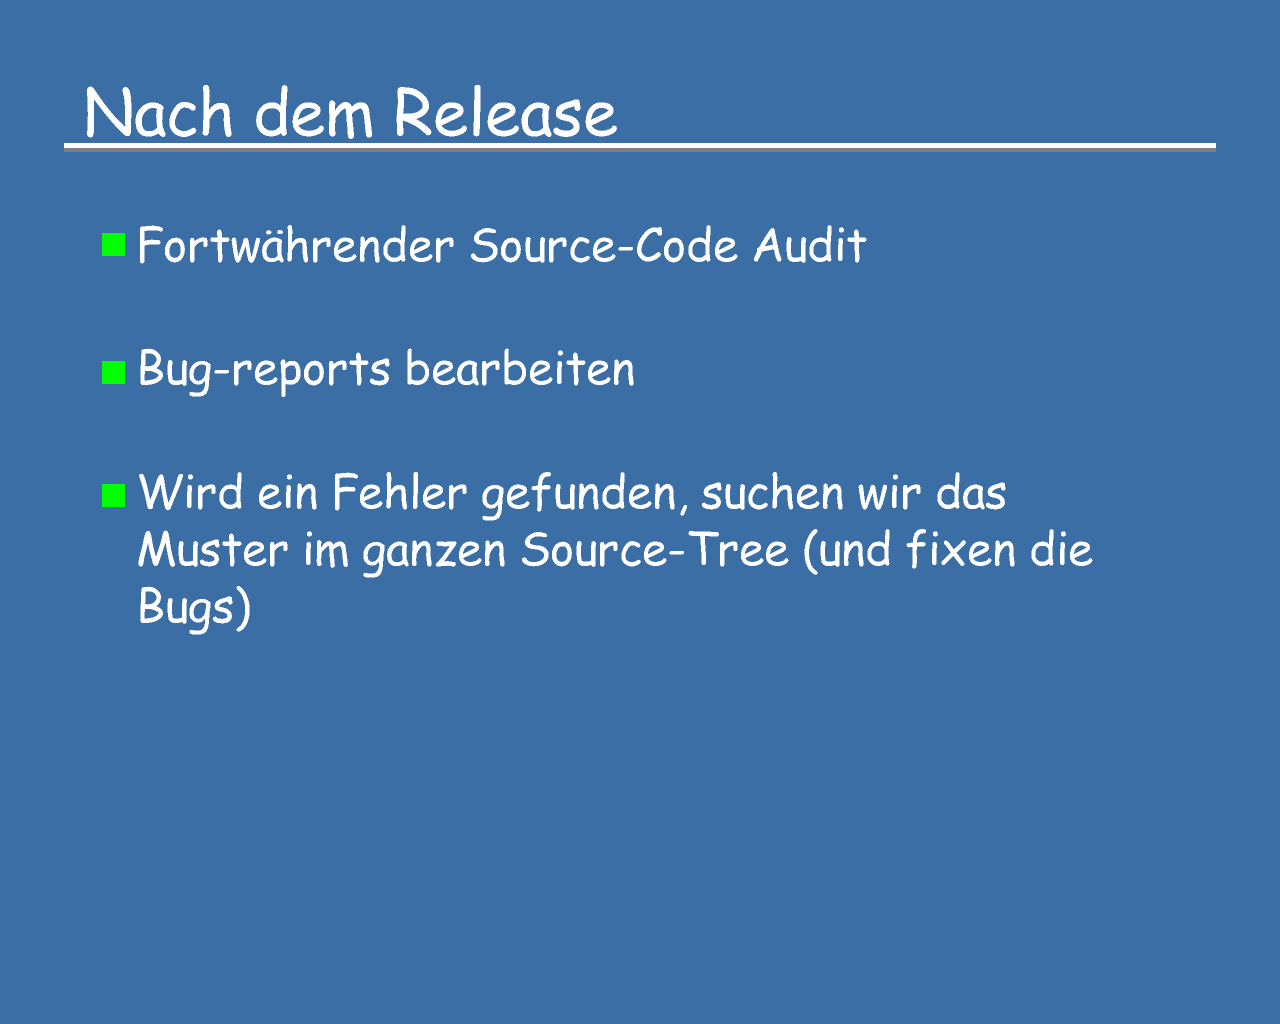 Nach dem Release
Fortwährender Source-Code Audit
Bug-reports bearbeiten
Wird ein Fehler gefunden, suchen wir das
Muster im ganzen Source-Tree (und fixen die
Bugs)